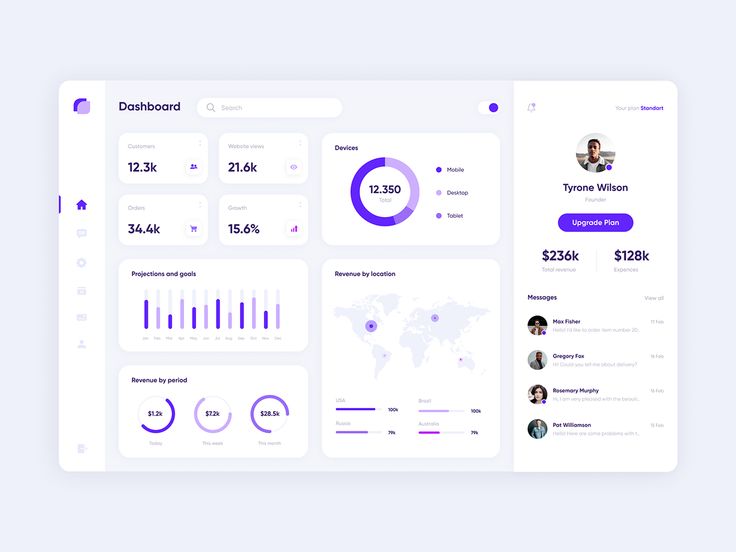 Dashboard
Search
Customers
12.3k
Website views
21.6k
Orders
34.4k
Growth
15.6%
Devices
12.350
Total
Mobile
Desktop
Tablet
Projections and goals
Jan Feb Mar Apr May Jun Jul Aug Sep Oct Nov Dec
Revenue by period
$1.2k
Today
$7.2k
This week
$28.5k
This month
Revenue by location
USA
100k
Brazil
100k
Russia
79k
Australia
79k
Your plan Standart
Tyrone Wilson
Founder
Upgrade Plan
$236k
Total revenue
$128k
Expences
Messages
View all
Max Fisher
Hello! I'd like to order item number 20..
17 Feb
Gregory Fox
Hi! Could you tell me about delivery?
16 Feb
Rosemary Murphy
Hi, I am very pleased with the beauti..
15 Feb
Pat Williamson
Hello! Here are some problems with t..
15 Feb